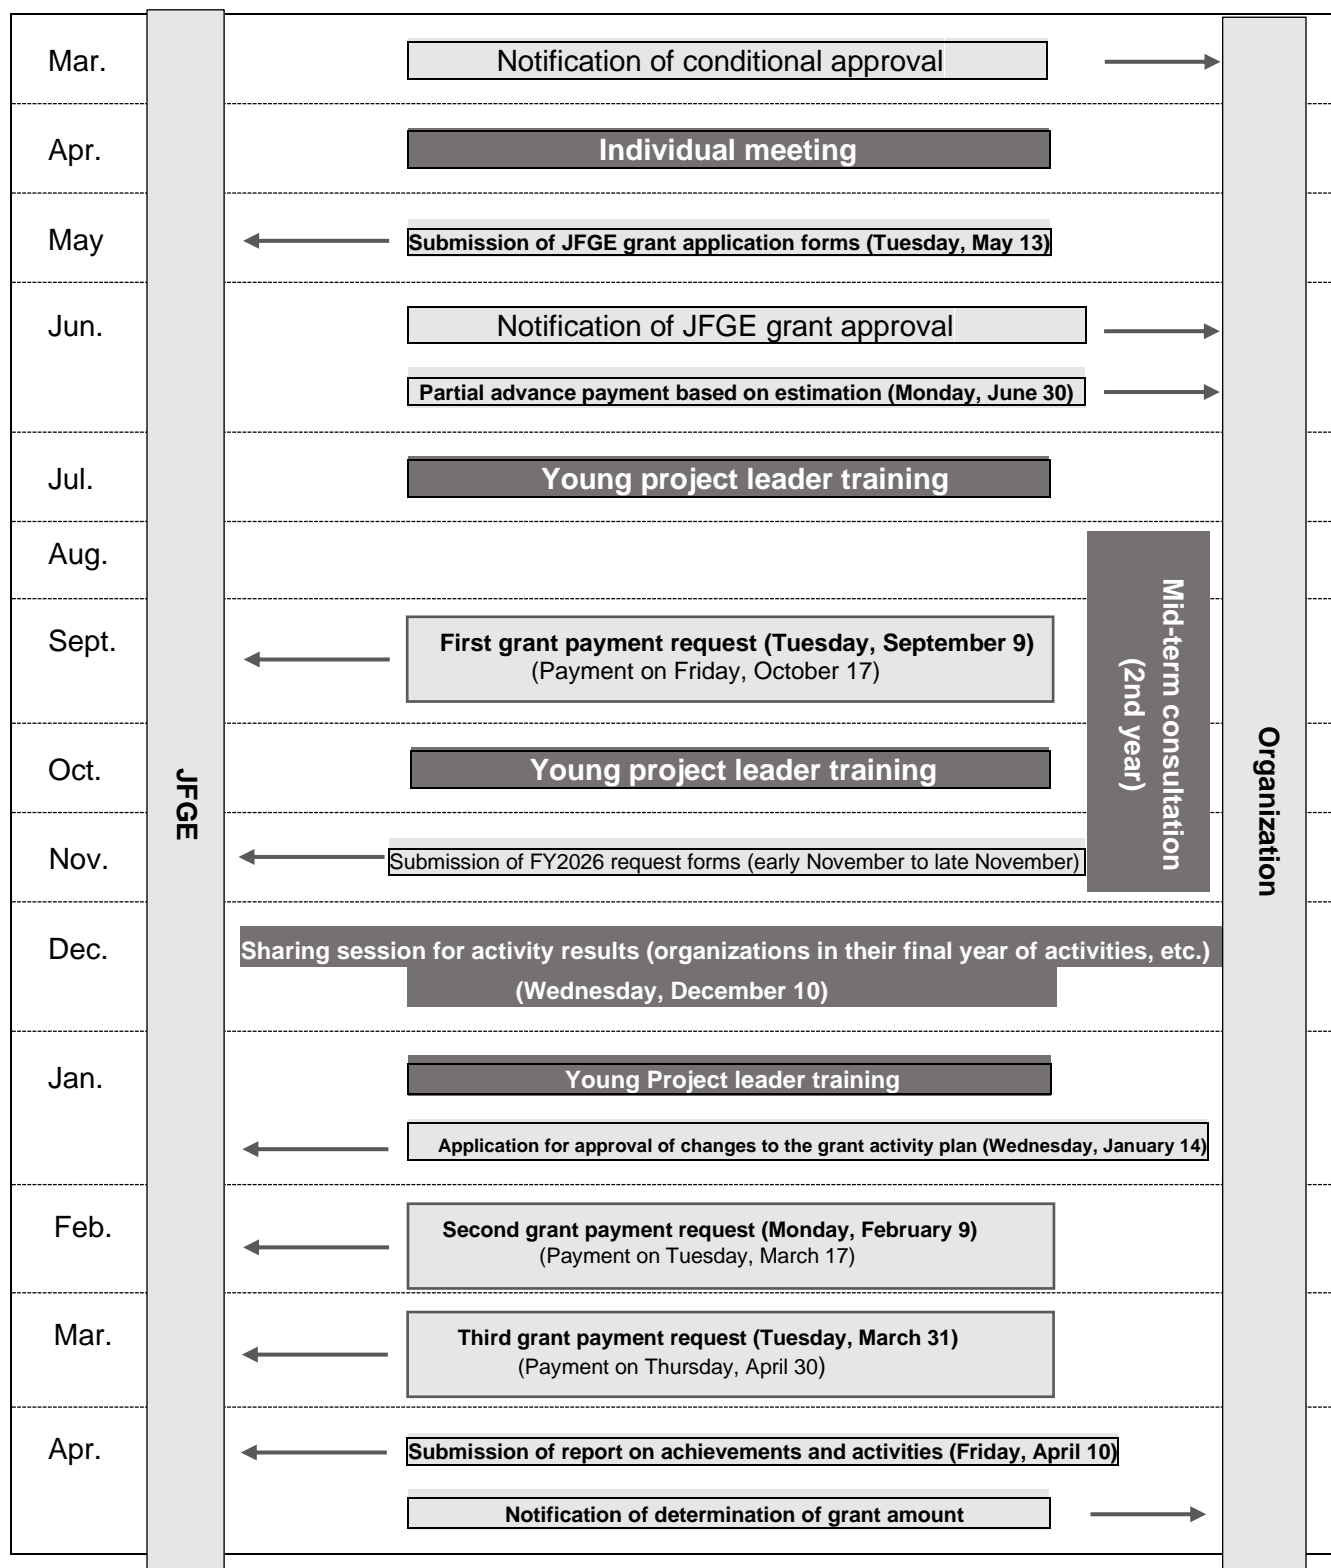 Mar.
Notification of conditional approval
Apr.
Individual meeting
May
Submission of JFGE grant application forms (Tuesday, May 13)
Jun.
Notification of JFGE grant approval
Partial advance payment based on estimation (Monday, June 30)
Jul.
Young project leader training
Aug.
Mid-term consultation
(2nd year)
Sept.
First grant payment request (Tuesday, September 9)
(Payment on Friday, October 17)
Oct.
Young project leader training
JFGE
Organization
Nov.
Submission of FY2026 request forms (early November to late November)
Dec.
Sharing session for activity results (organizations in their final year of activities, etc.)
(Wednesday, December 10)
Jan.
Young Project leader training
Application for approval of changes to the grant activity plan (Wednesday, January 14)
Feb.
Second grant payment request (Monday, February 9)
(Payment on Tuesday, March 17)
Mar.
Third grant payment request (Tuesday, March 31)
(Payment on Thursday, April 30)
Apr.
Submission of report on achievements and activities (Friday, April 10)
Notification of determination of grant amount